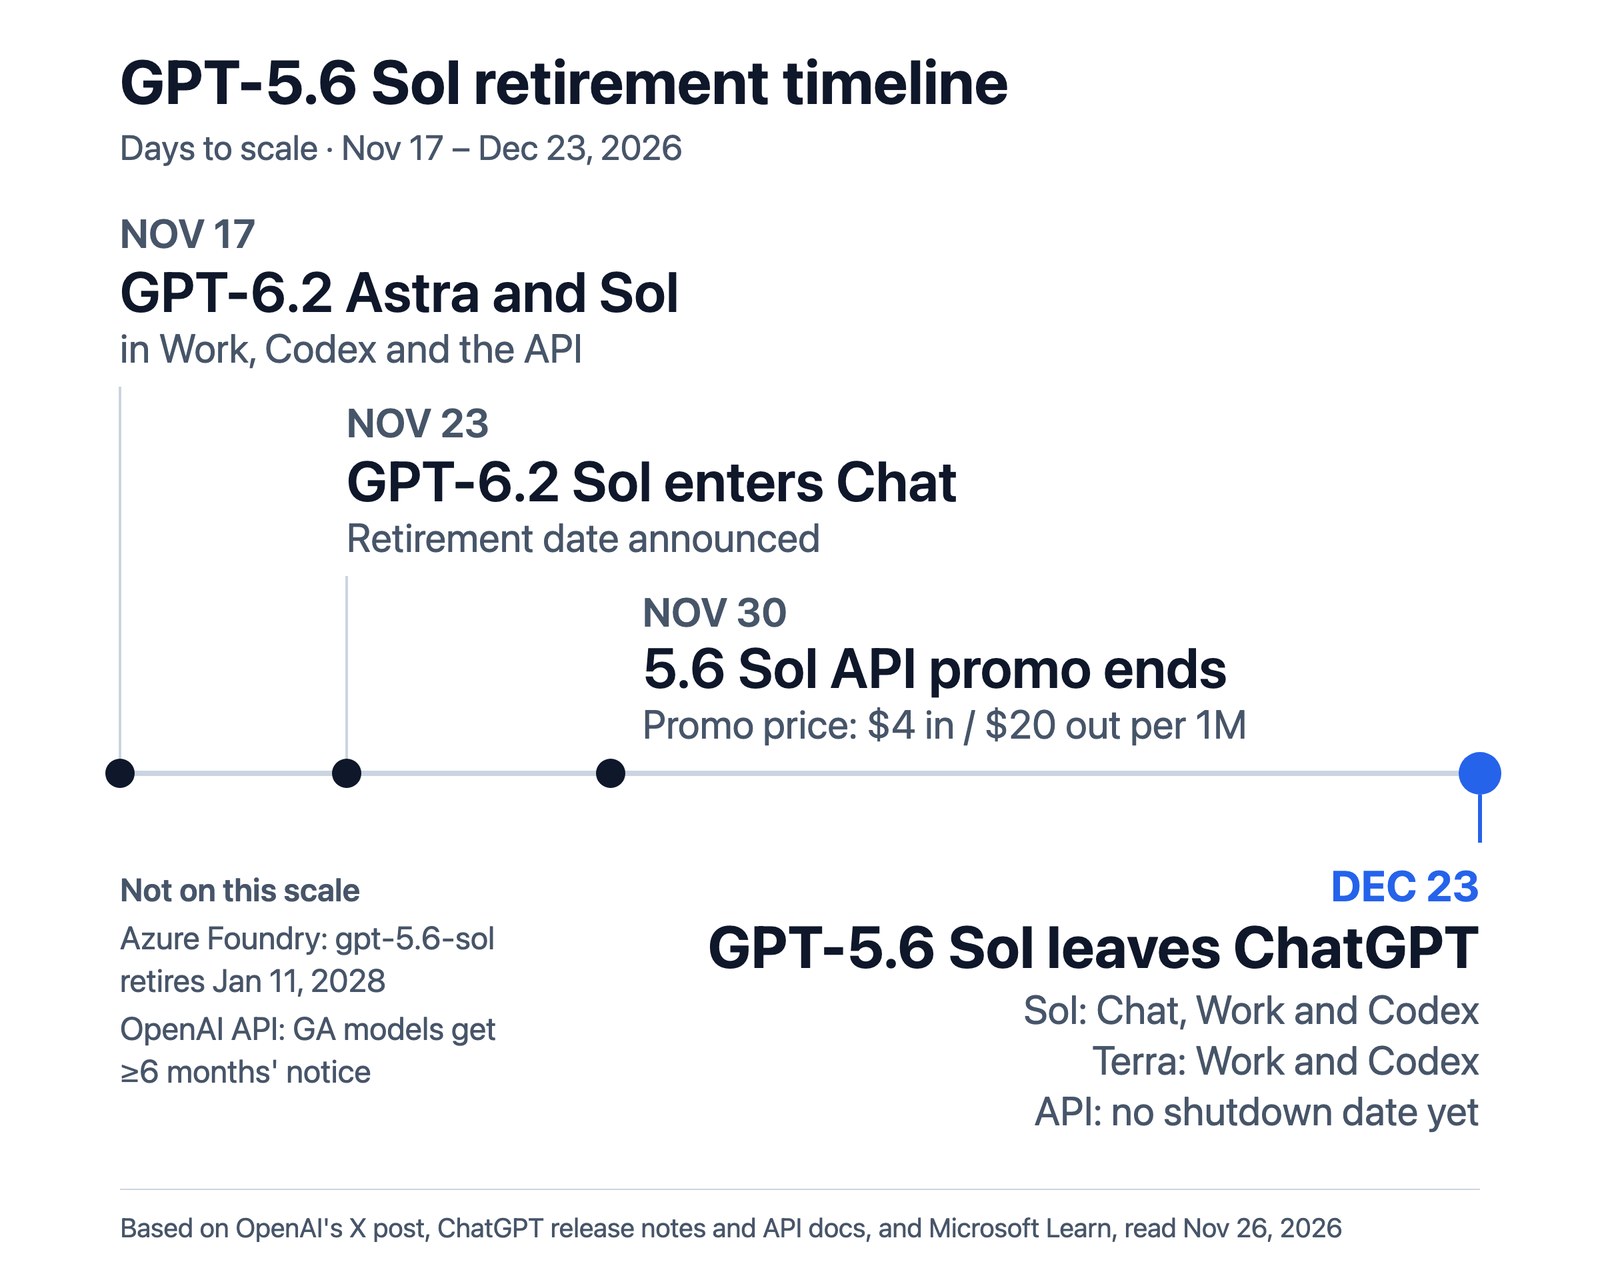 GPT-5.6 Sol retirement timeline
Days to scale · Nov 17 – Dec 23, 2026
NOV 17
GPT-6.2 Astra and Sol
in Work, Codex and the API
NOV 23
GPT-6.2 Sol enters Chat
Retirement date announced
NOV 30
5.6 Sol API promo ends
Promo price: $4 in / $20 out per 1M
Not on this scale
Azure Foundry: gpt-5.6-sol
retires Jan 11, 2028
OpenAI API: GA models get
≥6 months' notice
DEC 23
GPT-5.6 Sol leaves ChatGPT
Sol: Chat, Work and Codex
Terra: Work and Codex
API: no shutdown date yet
Based on OpenAI's X post, ChatGPT release notes and API docs, and Microsoft Learn, read Nov 26, 2026